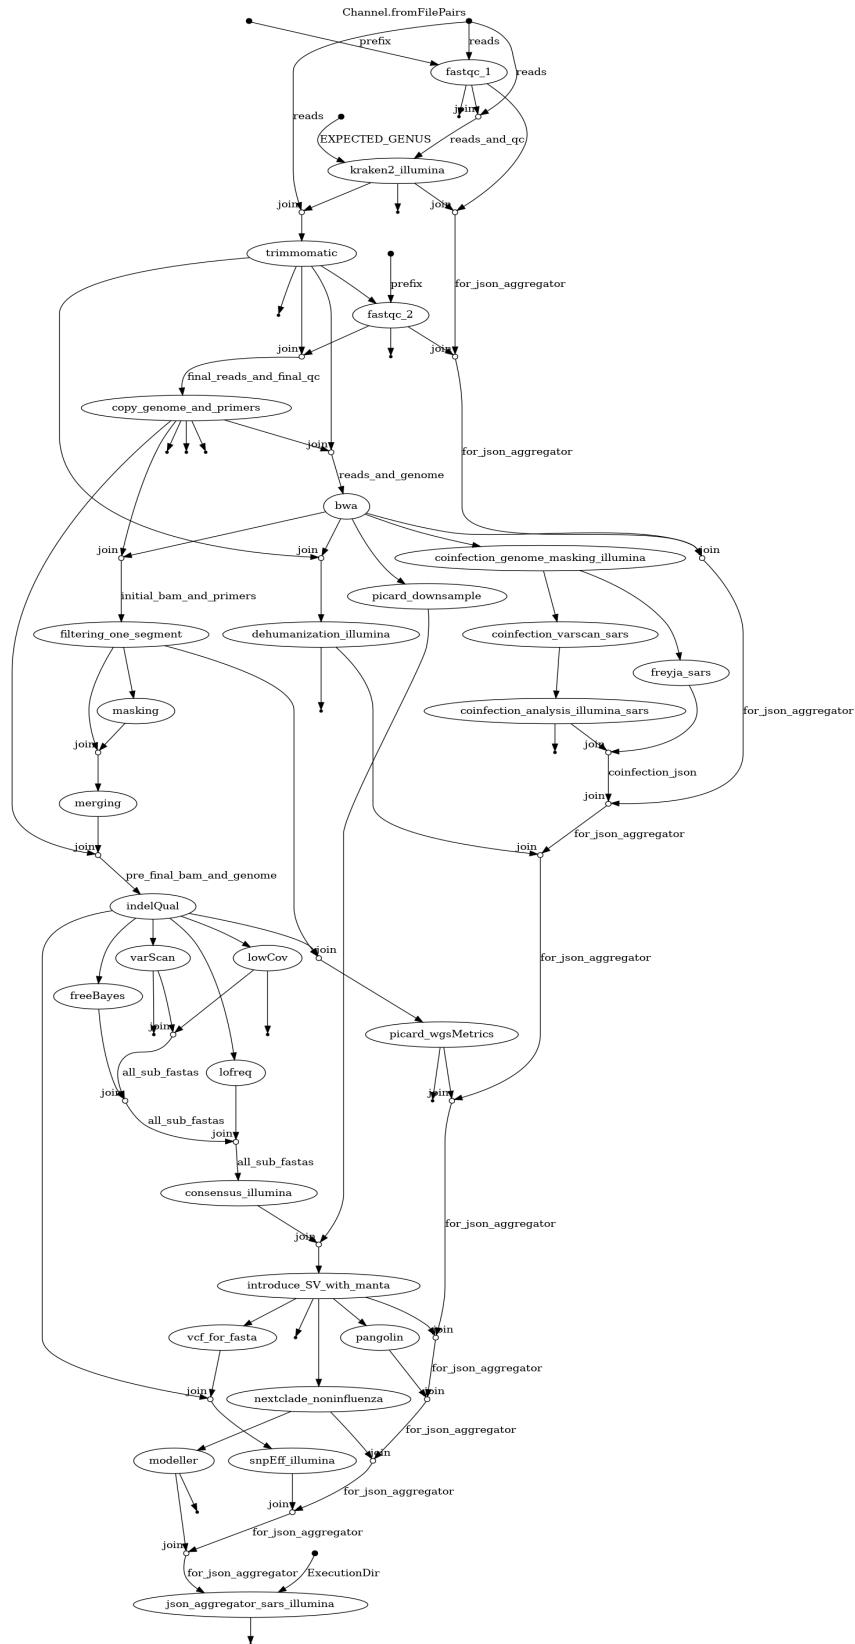 Channel.fromFilePairs
prefix
reads
fastqc_1
reads
join
reads
EXPECTED_GENUS
reads_and_qc
kraken2_illumina
join
join
trimmomatic
prefix
for_json_aggregator
fastqc_2
join
join
final_reads_and_final_qc
copy_genome_and_primers
join
for_json_aggregator
reads_and_genome
bwa
join
join
join
coinfection_genome_masking_illumina
initial_bam_and_primers
picard_downsample
filtering_one_segment
dehumanization_illumina
coinfection_varscan_sars
freyja_sars
masking
coinfection_analysis_illumina_sars
for_json_aggregator
join
join
coinfection_json
merging
join
for_json_aggregator
join
join
pre_final_bam_and_genome
indelQual
varScan
lowCov
join
for_json_aggregator
freeBayes
join
picard_wgsMetrics
all_sub_fastas
lofreq
join
join
all_sub_fastas
join
all_sub_fastas
consensus_illumina
for_json_aggregator
join
introduce_SV_with_manta
vcf_for_fasta
pangolin
join
for_json_aggregator
join
nextclade_noninfluenza
join
for_json_aggregator
join
modeller
snpEff_illumina
for_json_aggregator
join
for_json_aggregator
join
for_json_aggregator
ExecutionDir
json_aggregator_sars_illumina